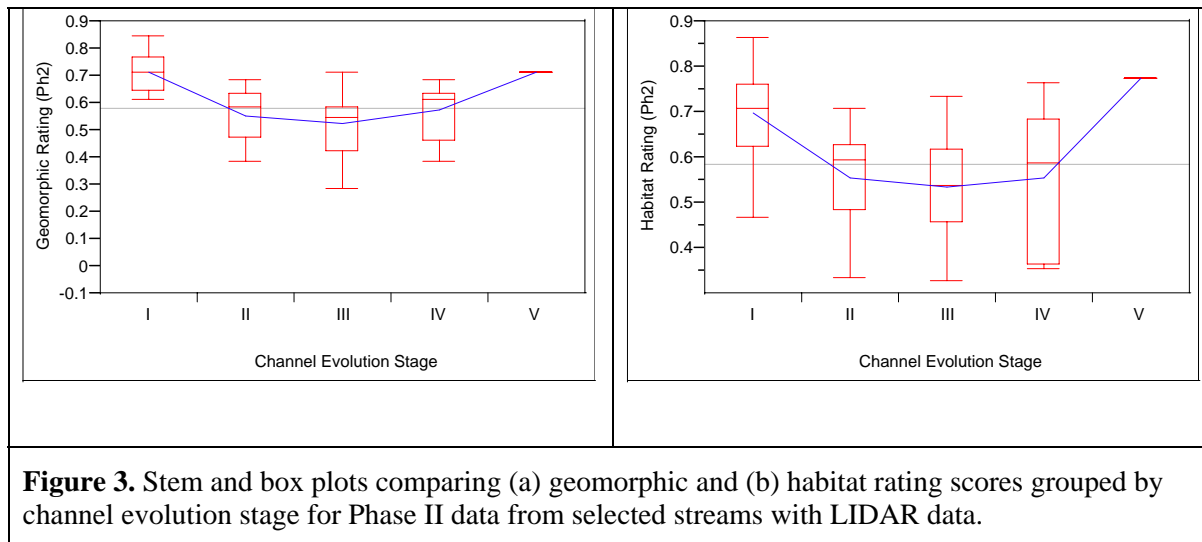 0.9
0.8
0.7
0.6
0.5
0.4
0.3
0.2
0.1
0
-0.1
Geomorphic Rating (Ph2)
I II III IV V
Channel Evolution Stage
0.9
0.8
0.7
0.6
0.5
0.4
Habitat Rating (Ph2)
I II III IV V
Channel Evolution Stage
Figure 3. Stem and box plots comparing (a) geomorphic and (b) habitat rating scores grouped by
channel evolution stage for Phase II data from selected streams with LIDAR data.